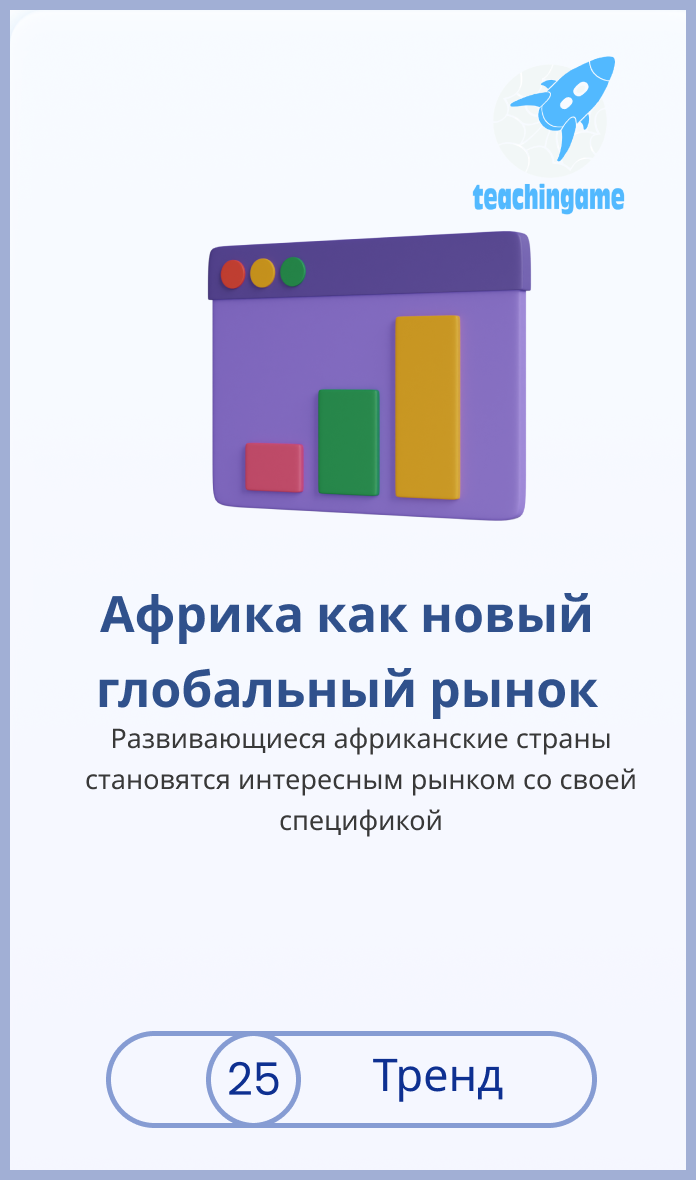 teachingame
Африка как новый
глобальный рынок
Развивающиеся африканские страны
становятся интересным рынком со своей
спецификой
25
Тренд